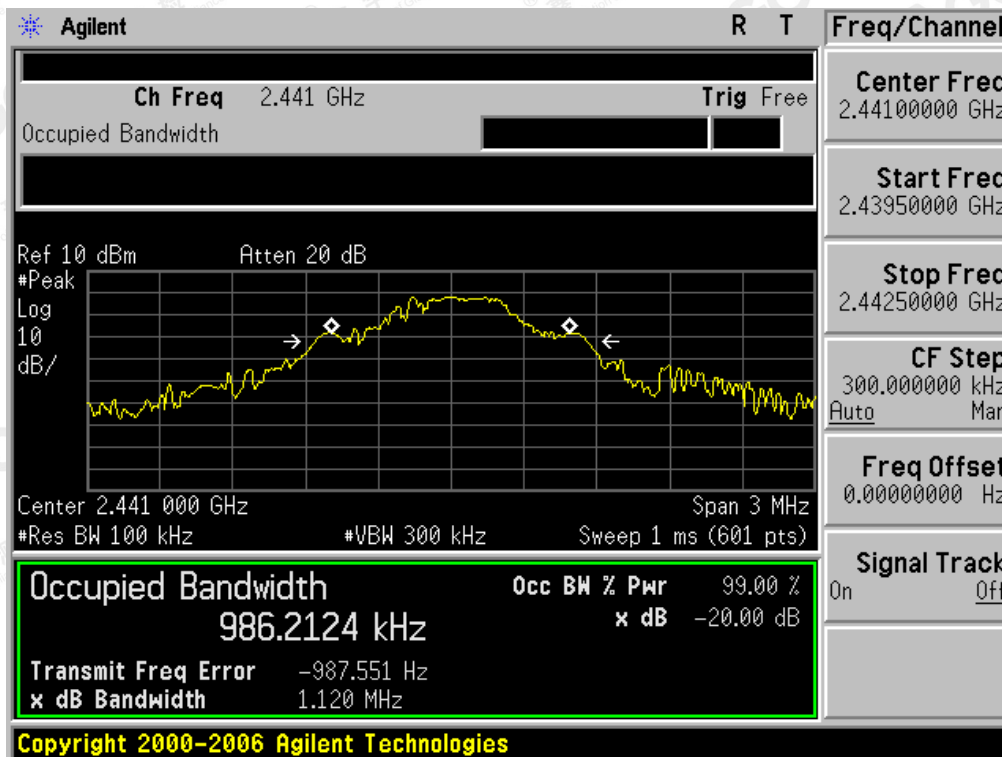 Agilent R T
Freq/Channel
Ch Freq 2.441 GHz Trig Free
Occupied Bandwidth
Center Freq
2.44100000 GHz
Start Freq
2.43950000 GHz
Stop Freq
2.44250000 GHz
CF Step
300.000000 kHz
Auto Man
Freq Offset
0.00000000 Hz
Signal Track
On Off
Ref 10 dBm Atten 20 dB
#Peak
Log
10
dB/
Center 2.441 000 GHz Span 3 MHz
#Res BW 100 kHz #VBW 300 kHz Sweep 1 ms (601 pts)
Occupied Bandwidth Occ BW % Pwr 99.00 %
986.2124 kHz x dB -20.00 dB
Transmit Freq Error -987.551 Hz
x dB Bandwidth 1.120 MHz
Copyright 2000-2006 Agilent Technologies